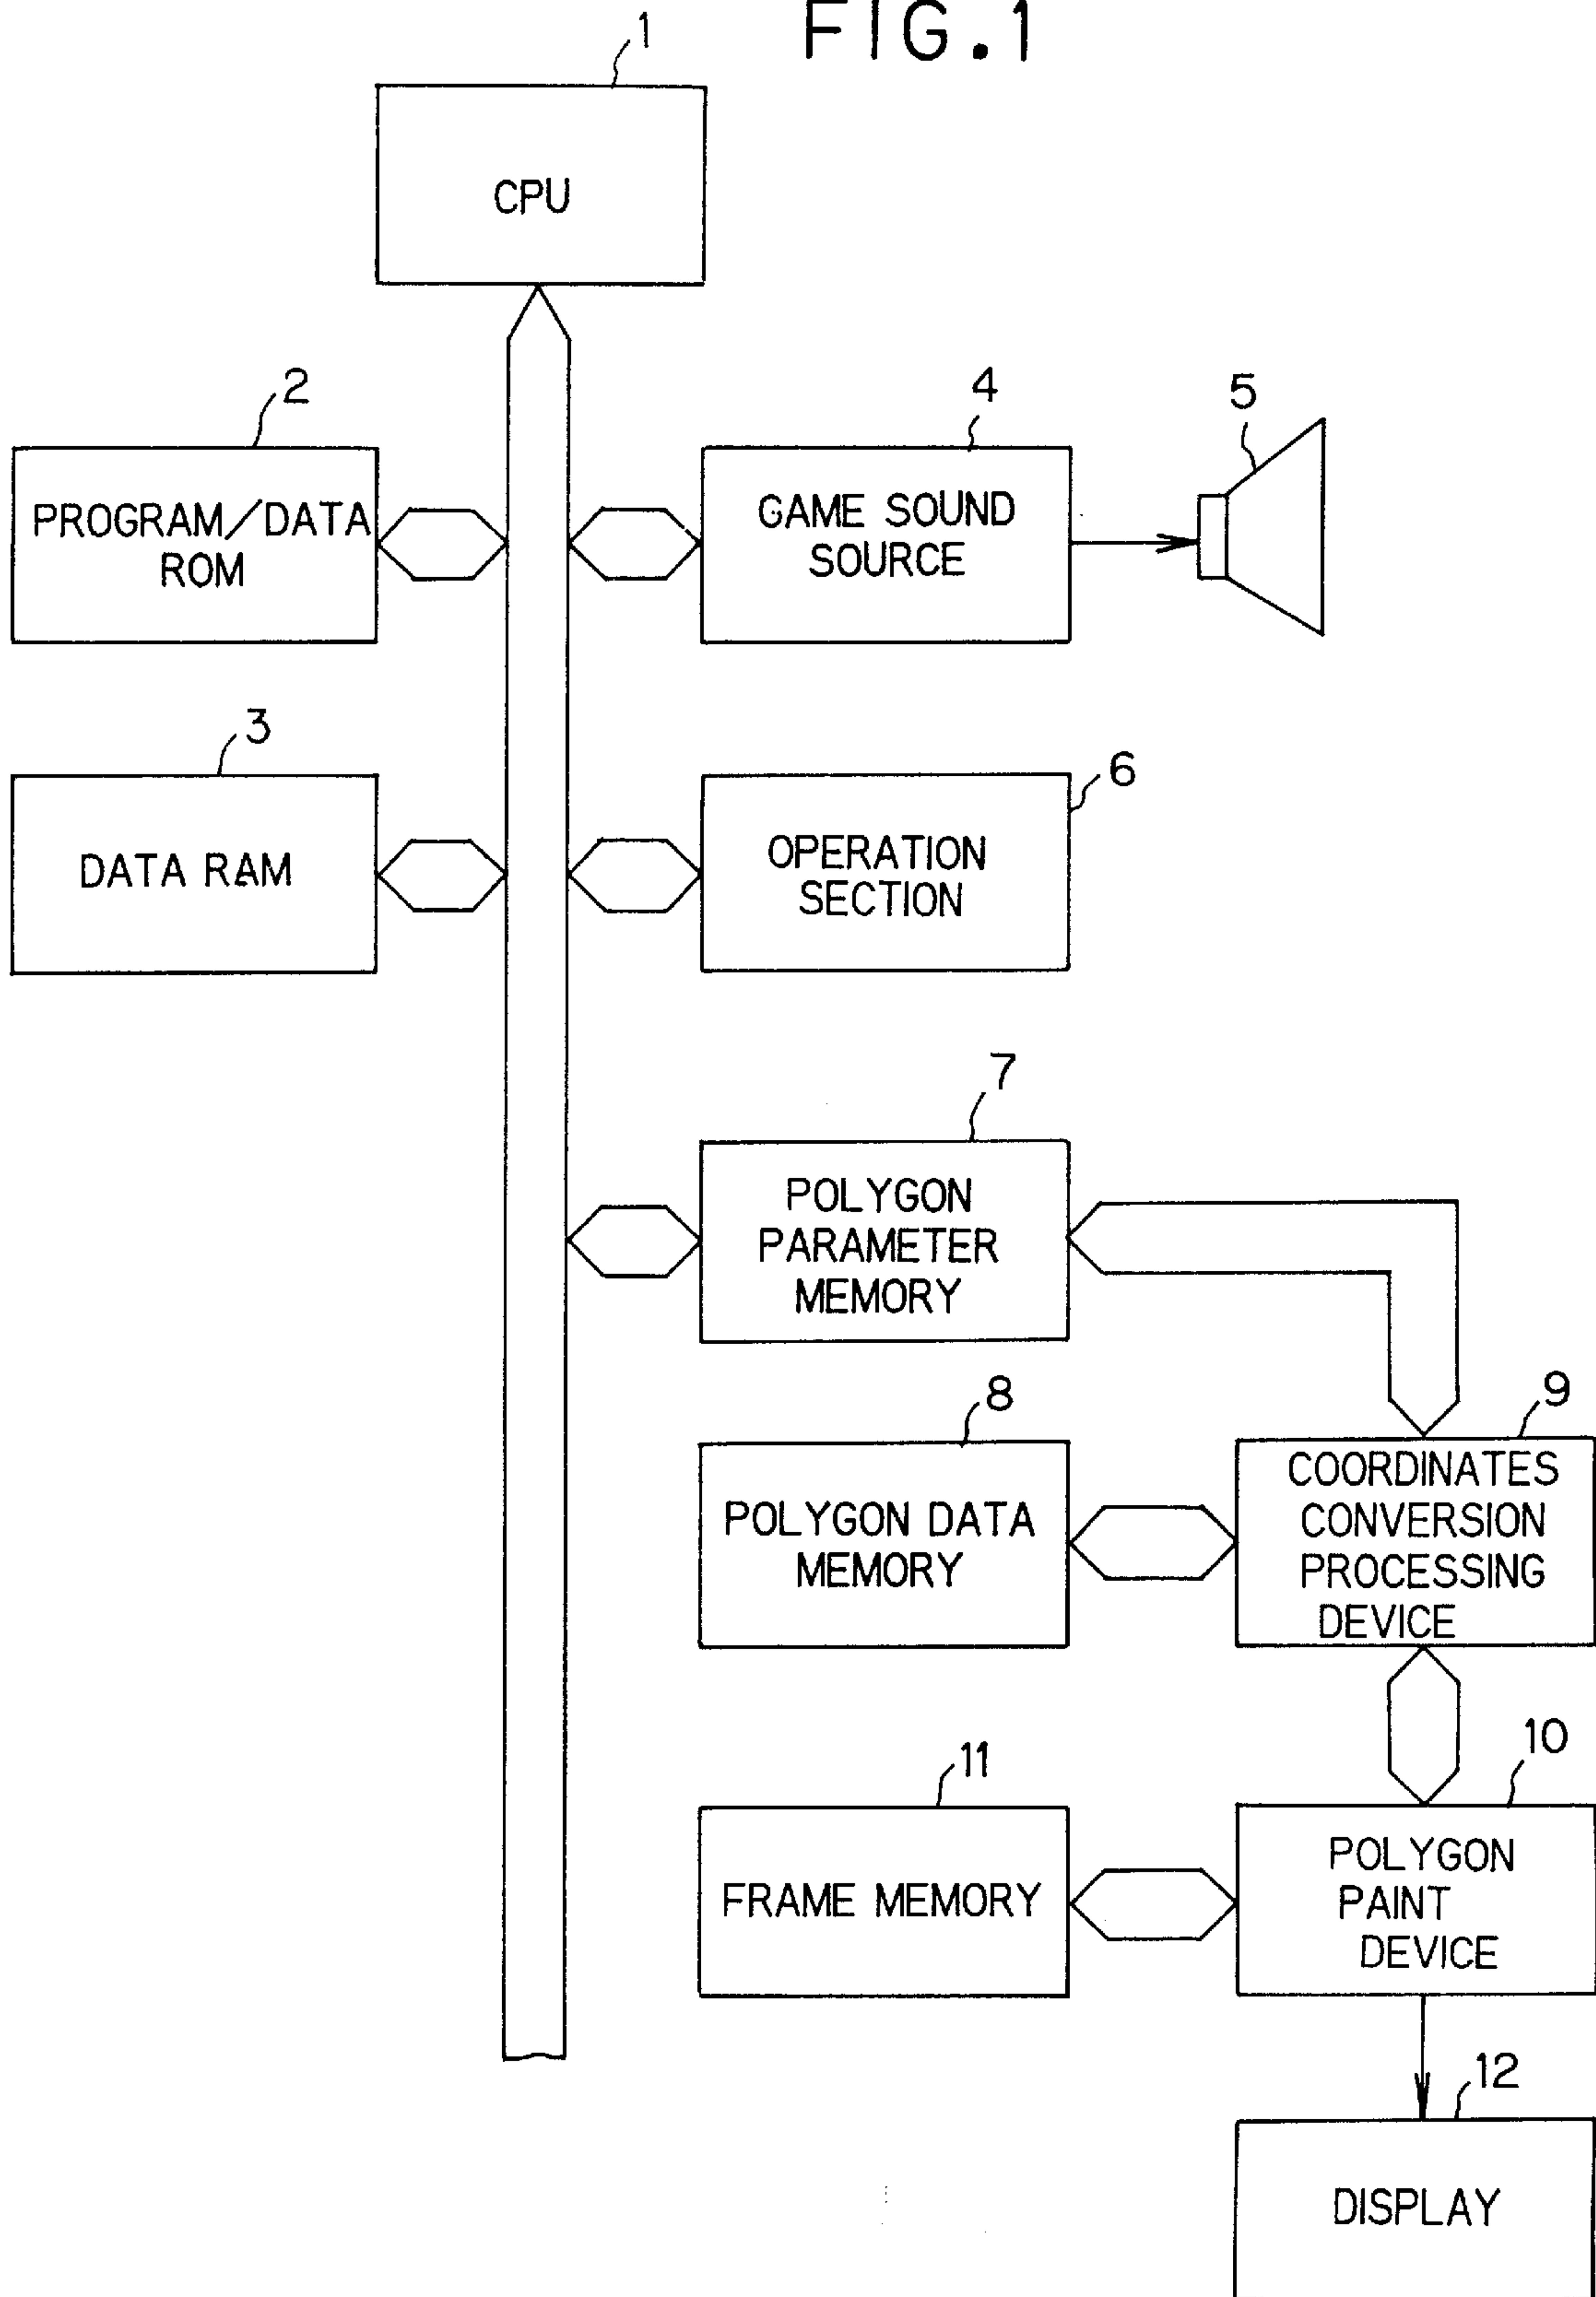 FIG.1
1
CPU
2
PROGRAM/DATA
ROM
4
GAME SOUND
SOURCE
5
3
DATA RAM
6
OPERATION
SECTION
7
POLYGON
PARAMETER
MEMORY
8
POLYGON DATA
MEMORY
9
COORDINATES
CONVERSION
PROCESSING
DEVICE
11
FRAME MEMORY
10
POLYGON
PAINT
DEVICE
12
DISPLAY